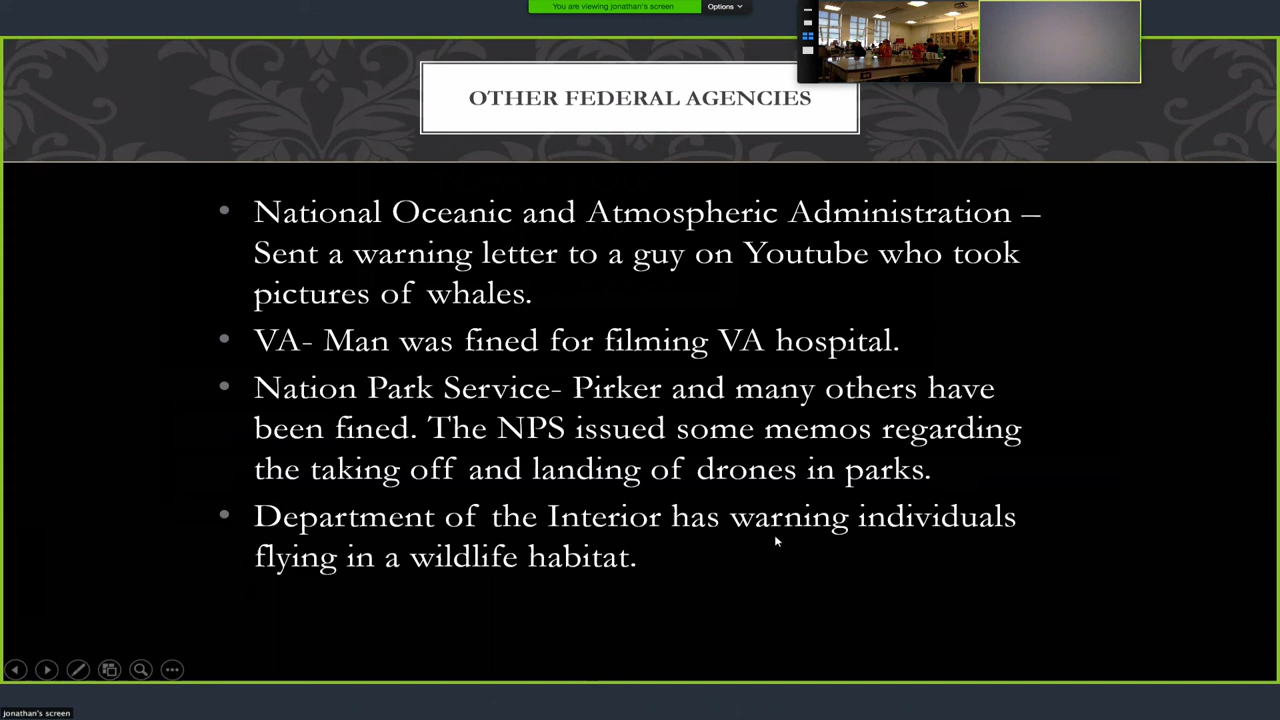 You are viewing jonathan's screen
Options
OTHER FEDERAL AGENCIES
National Oceanic and Atmospheric Administration –
Sent a warning letter to a guy on Youtube who took
pictures of whales.
VA- Man was fined for filming VA hospital.
Nation Park Service- Pirker and many others have
been fined. The NPS issued some memos regarding
the taking off and landing of drones in parks.
Department of the Interior has warning individuals
flying in a wildlife habitat.
jonathan's screen